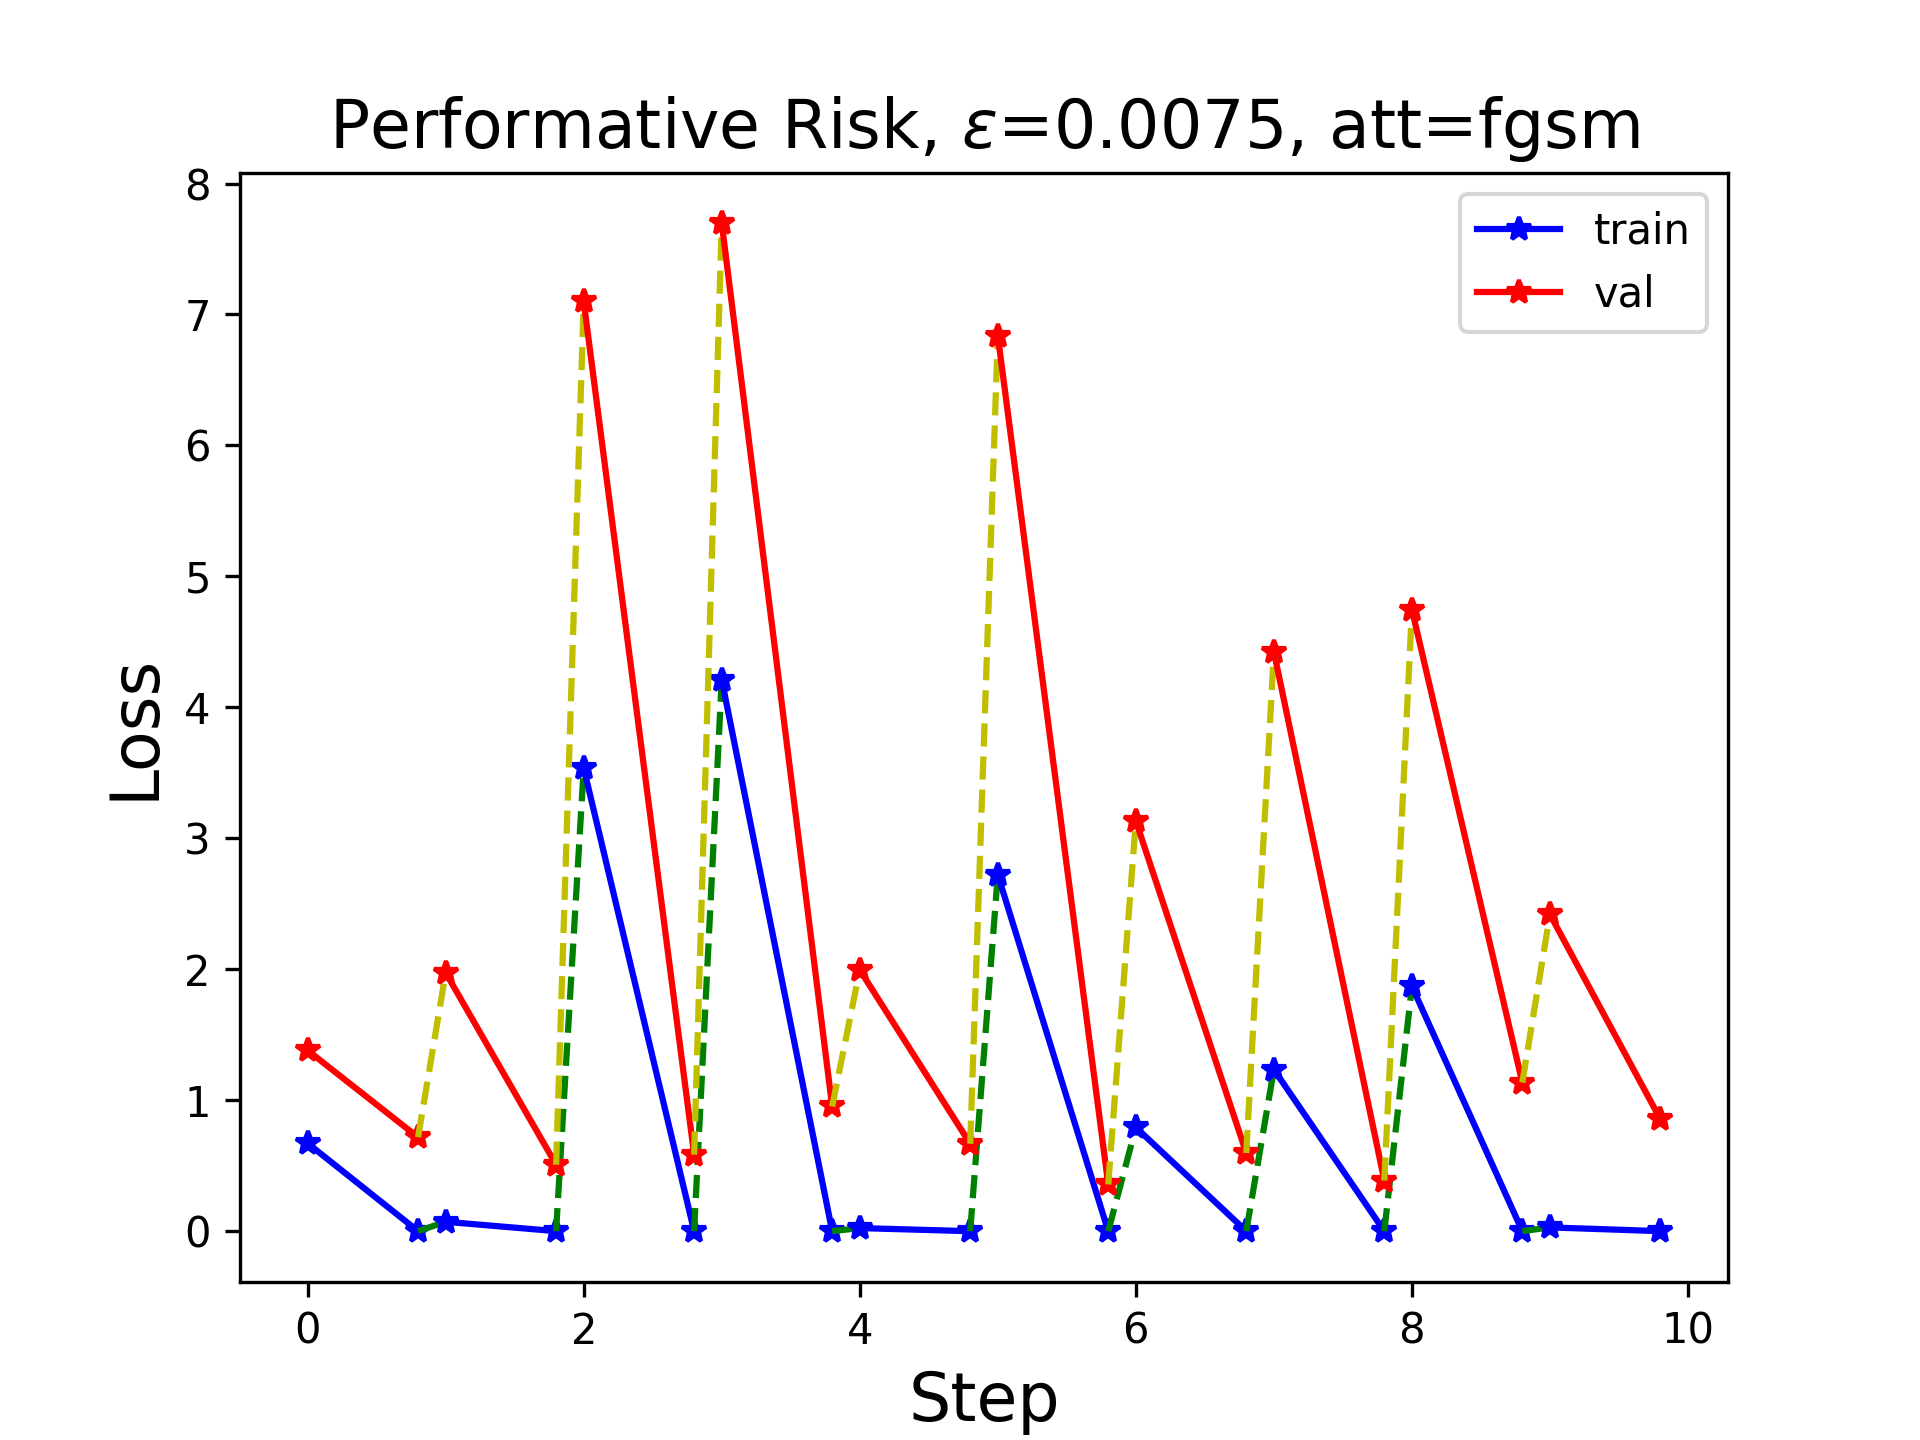 Performative Risk, ε=0.0075, att=fgsm
8
7
6
5
4
3
2
1
0
Loss
train
val
0 2 4 6 8 10
Step